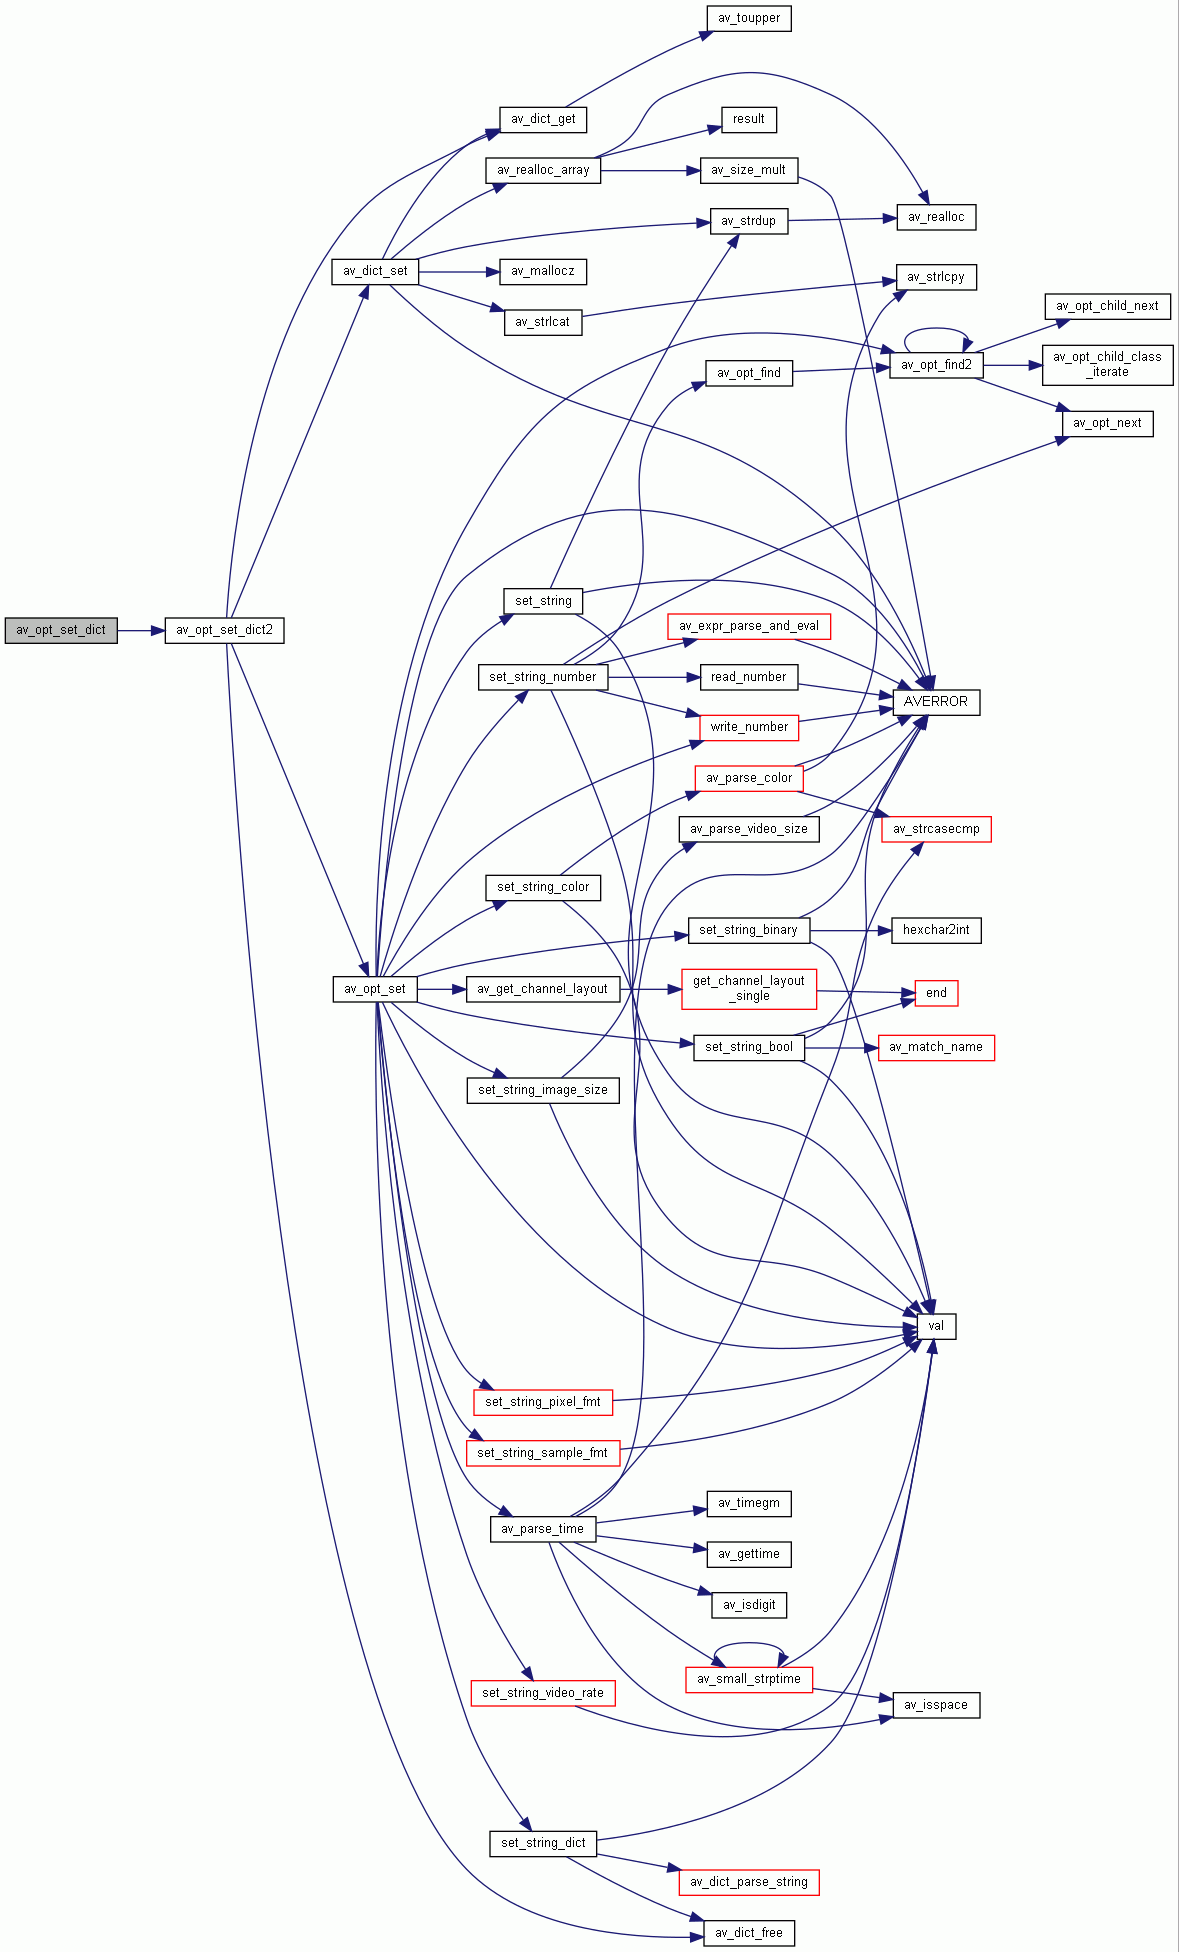 av_toupper
av_dict_get
result
av_realloc_array
av_size_mult
av_strdup
av_realloc
av_dict_set
av_mallocz
av_strlcpy
av_opt_child_next
av_strlcat
av_opt_find
av_opt_find2
av_opt_child_class
_iterate
av_opt_next
set_string
av_opt_set_dict
av_opt_set_dict2
av_expr_parse_and_eval
set_string_number
read_number
AVERROR
write_number
av_parse_color
av_parse_video_size
av_strcasecmp
set_string_color
set_string_binary
hexchar2int
av_opt_set
av_get_channel_layout
get_channel_layout
_single
end
set_string_bool
av_match_name
set_string_image_size
val
set_string_pixel_fmt
set_string_sample_fmt
av_timegm
av_parse_time
av_gettime
av_isdigit
av_small_strptime
set_string_video_rate
av_isspace
set_string_dict
av_dict_parse_string
av_dict_free